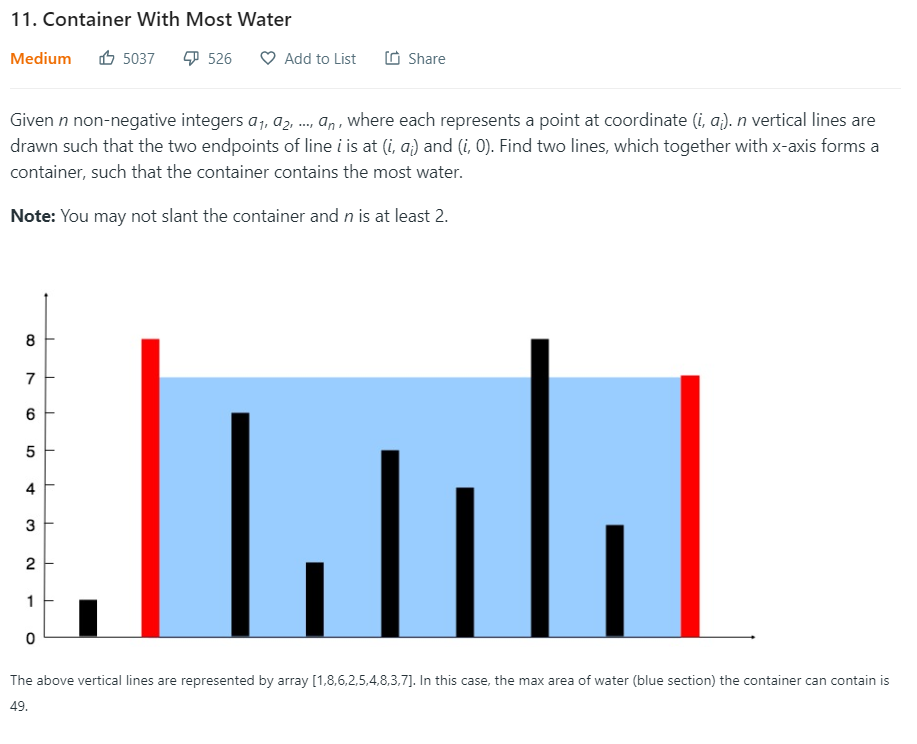 11. Container With Most Water
Medium 5037 526 Add to List Share
Given n non-negative integers a1, a2, ..., an , where each represents a point at coordinate (i, ai). n vertical lines are
drawn such that the two endpoints of line i is at (i, ai) and (i, 0). Find two lines, which together with x-axis forms a
container, such that the container contains the most water.
Note: You may not slant the container and n is at least 2.
8
7
6
5
4
3
2
1
0
The above vertical lines are represented by array [1,8,6,2,5,4,8,3,7]. In this case, the max area of water (blue section) the container can contain is
49.